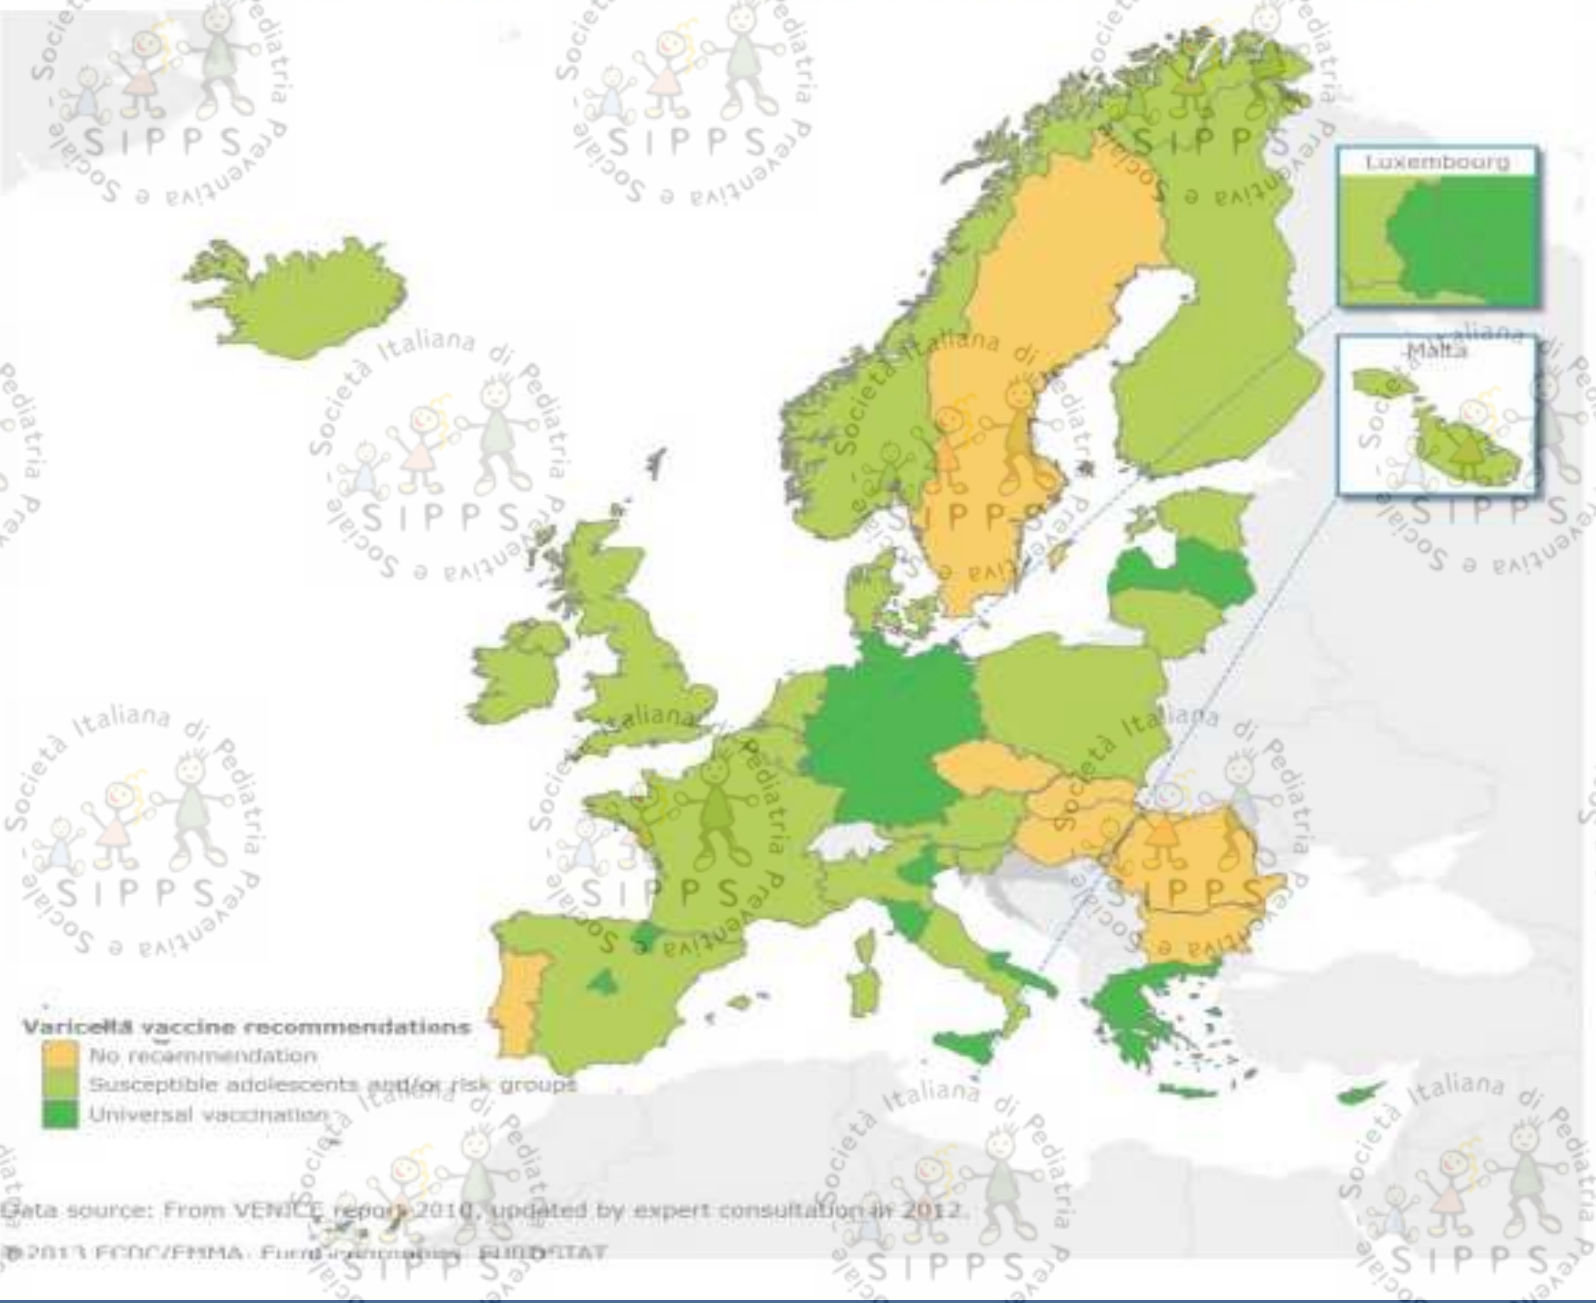 Luxembourg
Malta
Varicella vaccine recommendations
No recommendation
Susceptible adolescents and/or risk groups
Universal vaccination
Data source: From VENICE report 2010, updated by expert consultation in 2012.
©2013 ECDC/EMMA, EUROSTAT
Società Italiana di Pediatria Preventiva e Sociale - SIPPS